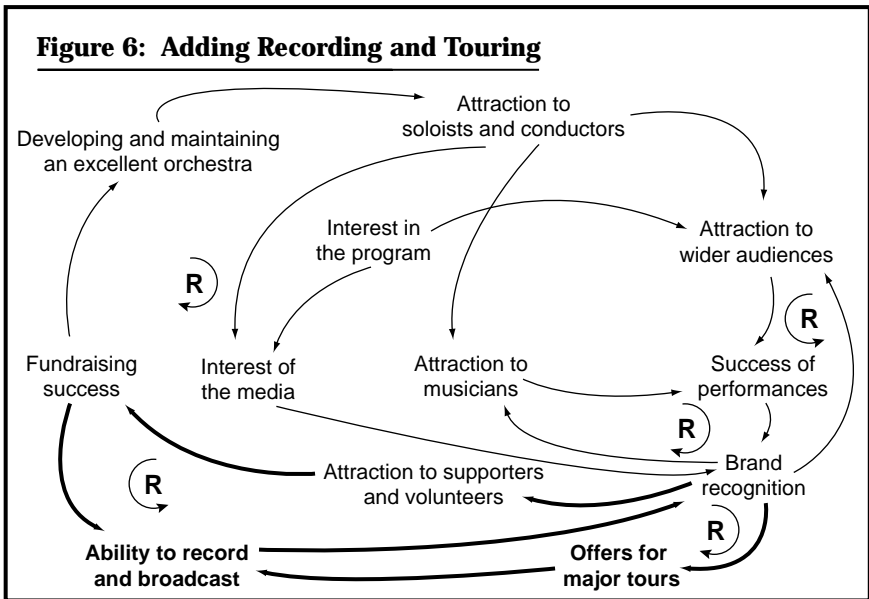 Figure 6: Adding Recording and Touring
Attraction to
soloists and conductors
Developing and maintaining
an excellent orchestra
Interest in
the program
Attraction to
wider audiences
R
R
Fundraising
success
Interest of
the media
Attraction to
musicians
Success of
performances
R
Brand
recognition
Attraction to supporters
and volunteers
R
R
Ability to record
and broadcast
Offers for
major tours